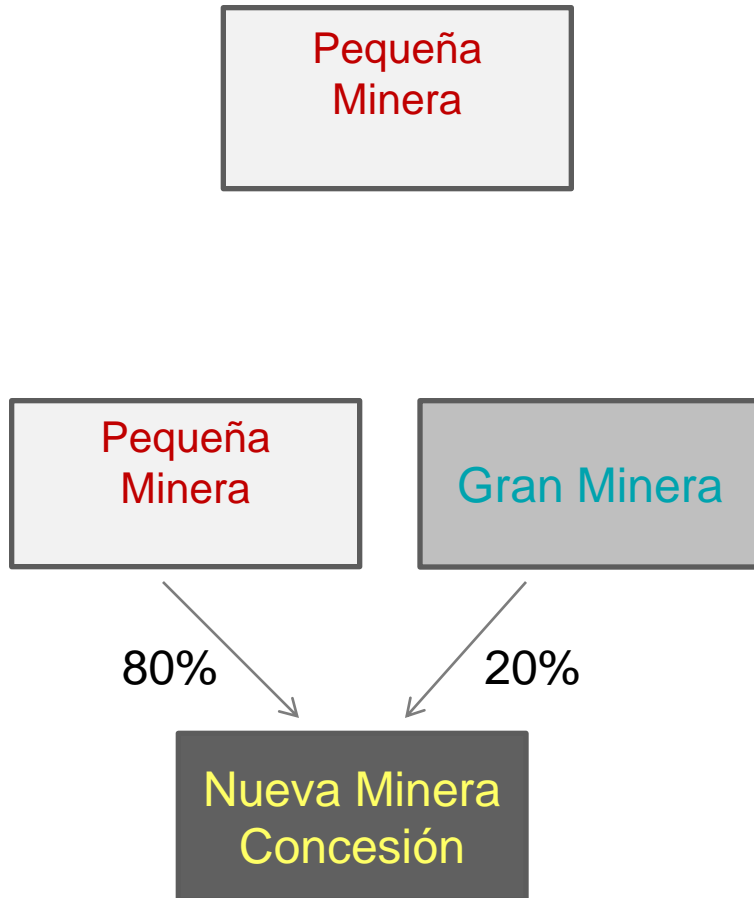 Pequeña
Minera
Pequeña
Minera
Gran Minera
80%
20%
Nueva Minera
Concesión